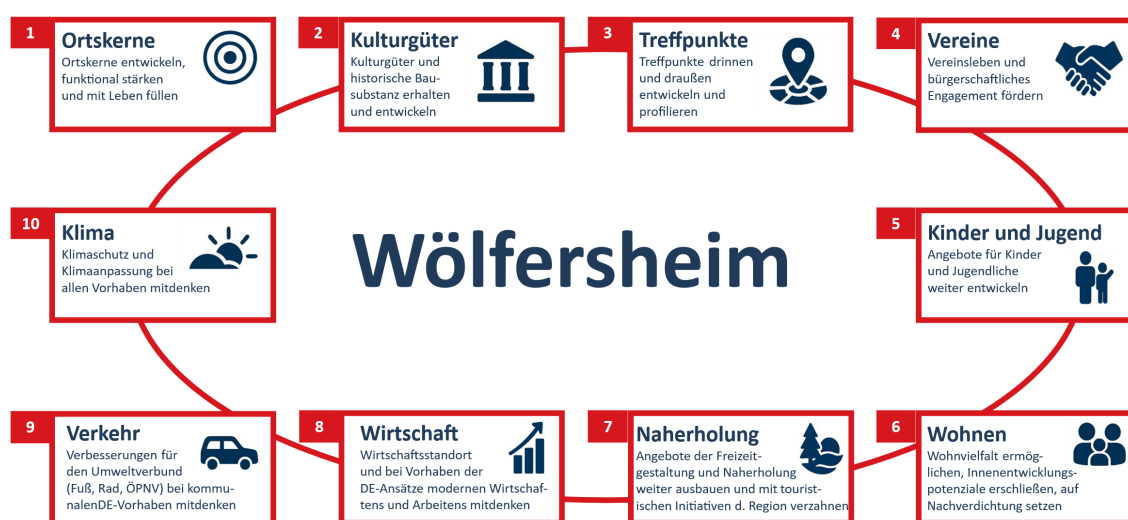 1
Ortskerne
Ortskerne entwickeln,
funktional stärken
und mit Leben füllen
2
Kulturgüter
Kulturgüter und
historische Bau-
substanz erhalten
und entwickeln
3
Treffpunkte
Treffpunkte drinnen
und draußen
entwickeln und
profilieren
4
Vereine
Vereinsleben und
bürgerschaftliches
Engagement fördern
10
Klima
Klimaschutz und
Klimaanpassung bei
allen Vorhaben mitdenken
Wölfersheim
5
Kinder und Jugend
Angebote für Kinder
und Jugendliche
weiter entwickeln
9
Verkehr
Verbesserungen für
den Umweltverbund
(Fuß, Rad, ÖPNV) bei kommu-
nalenDE-Vorhaben mitdenken
8
Wirtschaft
Wirtschaftsstandort
und bei Vorhaben der
DE-Ansätze modernen Wirtschaf-
tens und Arbeitens mitdenken
7
Naherholung
Angebote der Freizeit-
gestaltung und Naherholung
weiter ausbauen und mit tourist-
ischen Initiativen d. Region verzahnen
6
Wohnen
Wohnvielfalt ermög-
lichen, Innenentwicklungs-
potenziale erschließen, auf
Nachverdichtung setzen